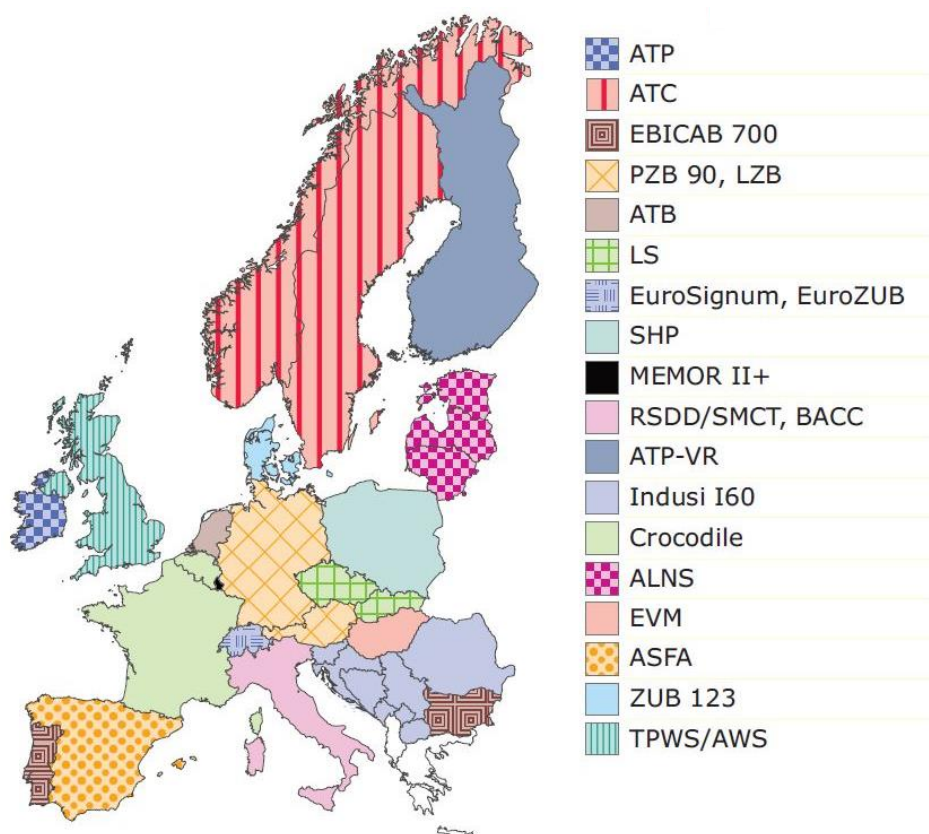 ATP
ATC
EBICAB 700
PZB 90, LZB
ATB
LS
EuroSignum, EuroZUB
SHP
MEMOR II+
RSDD/SMCT, BACC
ATP-VR
Indusi I60
Crocodile
ALNS
EVM
ASFA
ZUB 123
TPWS/AWS